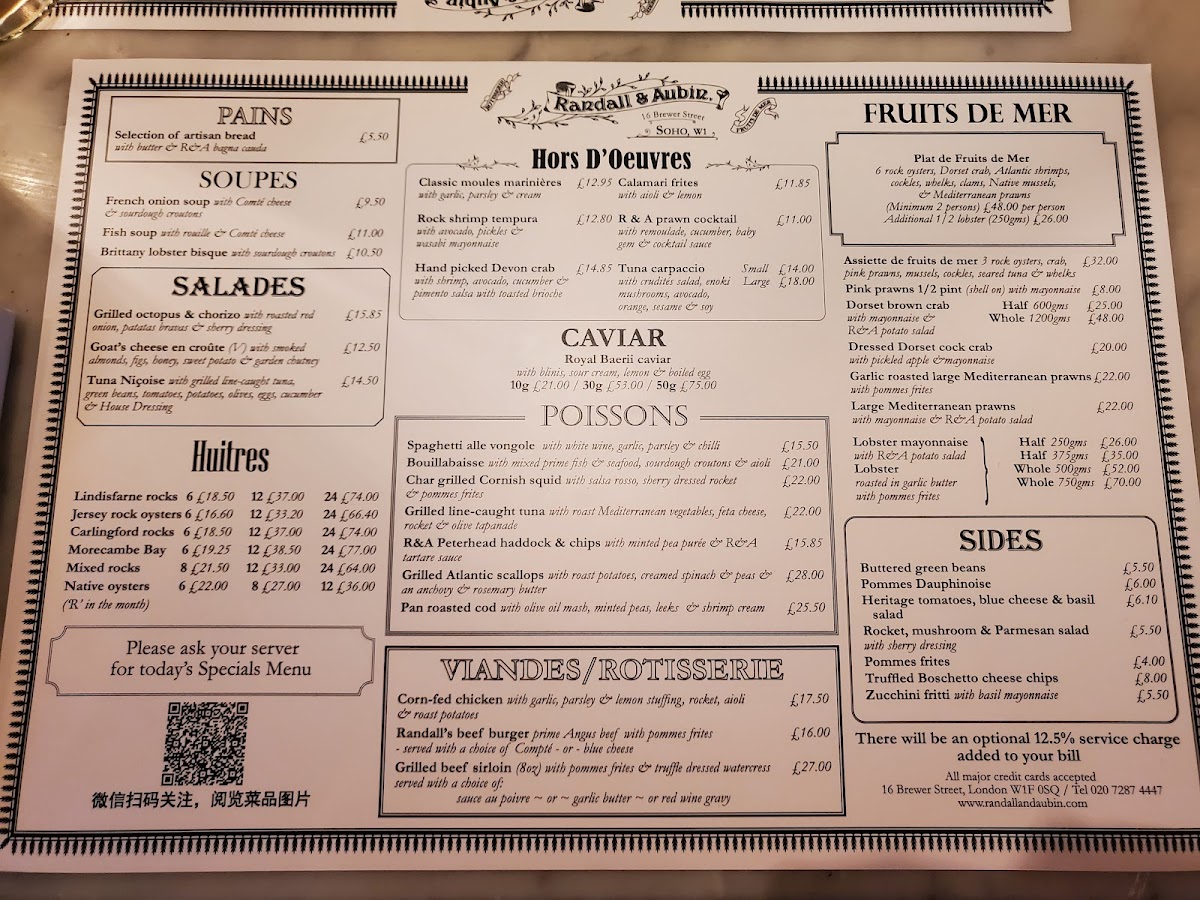 Randall & Aubin.
ROTISSERIE
FRUITS DE MER
16 Brewer Street
SOHO, W1
PAINS
Selection of artisan bread £5.50
with butter & R&A bagna cauda
SOUPES
French onion soup with Comté cheese £9.50
& sourdough croutons
Fish soup with rouille & Comté cheese £11.00
Brittany lobster bisque with sourdough croutons £10.50
SALADES
Grilled octopus & chorizo with roasted red £15.85
onion, patatas bravas & sherry dressing
Goat's cheese en croûte (V) with smoked £12.50
almonds, figs, honey, sweet potato & garden chutney
Tuna Niçoise with grilled line-caught tuna, £14.50
green beans, tomatoes, potatoes, olives, eggs, cucumber
& House Dressing
Huitres
Lindisfarne rocks 6 £18.50 12 £37.00 24 £74.00
Jersey rock oysters 6 £16.60 12 £33.20 24 £66.40
Carlingford rocks 6 £18.50 12 £37.00 24 £74.00
Morecambe Bay 6 £19.25 12 £38.50 24 £77.00
Mixed rocks 8 £21.50 12 £33.00 24 £64.00
Native oysters 6 £22.00 8 £27.00 12 £36.00
('R' in the month)
Please ask your server
for today's Specials Menu
微信扫码关注，阅览菜品图片
Hors D'Oeuvres
Classic moules marinières £12.95
with garlic, parsley & cream
Rock shrimp tempura £12.80
with avocado, pickles &
wasabi mayonnaise
Hand picked Devon crab £14.85
with shrimp, avocado, cucumber &
pimento salsa with toasted brioche
Calamari frites £11.85
with aioli & lemon
R & A prawn cocktail £11.00
with remoulade, cucumber, baby
gem & cocktail sauce
Tuna carpaccio Small £14.00
with crudités salad, enoki Large £18.00
mushrooms, avocado,
orange, sesame & soy
CAVIAR
Royal Baerii caviar
with blinis, sour cream, lemon & boiled egg
10g £21.00 / 30g £53.00 / 50g £75.00
POISSONS
Spaghetti alle vongole with white wine, garlic, parsley & chilli £15.50
Bouillabaisse with mixed prime fish & seafood, sourdough croutons & aioli £21.00
Char grilled Cornish squid with salsa rosso, sherry dressed rocket £22.00
& pommes frites
Grilled line-caught tuna with roast Mediterranean vegetables, feta cheese, £22.00
rocket & olive tapanade
R&A Peterhead haddock & chips with minted pea purée & R&A £15.85
tartare sauce
Grilled Atlantic scallops with roast potatoes, creamed spinach & peas & £28.00
an anchovy & rosemary butter
Pan roasted cod with olive oil mash, minted peas, leeks & shrimp cream £25.50
VIANDES/ROTISSERIE
Corn-fed chicken with garlic, parsley & lemon stuffing, rocket, aioli £17.50
& roast potatoes
Randall's beef burger prime Angus beef with pommes frites £16.00
- served with a choice of Compté - or - blue cheese
Grilled beef sirloin (8oz) with pommes frites & truffle dressed watercress £27.00
served with a choice of:
sauce au poivre ~ or ~ garlic butter ~ or red wine gravy
FRUITS DE MER
Plat de Fruits de Mer
6 rock oysters, Dorset crab, Atlantic shrimps,
cockles, whelks, clams, Native mussels,
& Mediterranean prawns
(Minimum 2 persons) £48.00 per person
Additional 1/2 lobster (250gms) £26.00
Assiette de fruits de mer 3 rock oysters, crab, £32.00
pink prawns, mussels, cockles, seared tuna & whelks
Pink prawns 1/2 pint (shell on) with mayonnaise £8.00
Dorset brown crab Half 600gms £25.00
with mayonnaise & Whole 1200gms £48.00
R&A potato salad
Dressed Dorset cock crab £20.00
with pickled apple &mayonnaise
Garlic roasted large Mediterranean prawns £22.00
with pommes frites
Large Mediterranean prawns £22.00
with mayonnaise & R&A potato salad
Lobster mayonnaise Half 250gms £26.00
with R&A potato salad Half 375gms £35.00
Lobster Whole 500gms £52.00
roasted in garlic butter Whole 750gms £70.00
with pommes frites
SIDES
Buttered green beans £5.50
Pommes Dauphinoise £6.00
Heritage tomatoes, blue cheese & basil £6.10
salad
Rocket, mushroom & Parmesan salad £5.50
with sherry dressing
Pommes frites £4.00
Truffled Boschetto cheese chips £8.00
Zucchini fritti with basil mayonnaise £5.50
There will be an optional 12.5% service charge
added to your bill
All major credit cards accepted
16 Brewer Street, London W1F 0SQ / Tel 020 7287 4447
www.randallandaubin.com